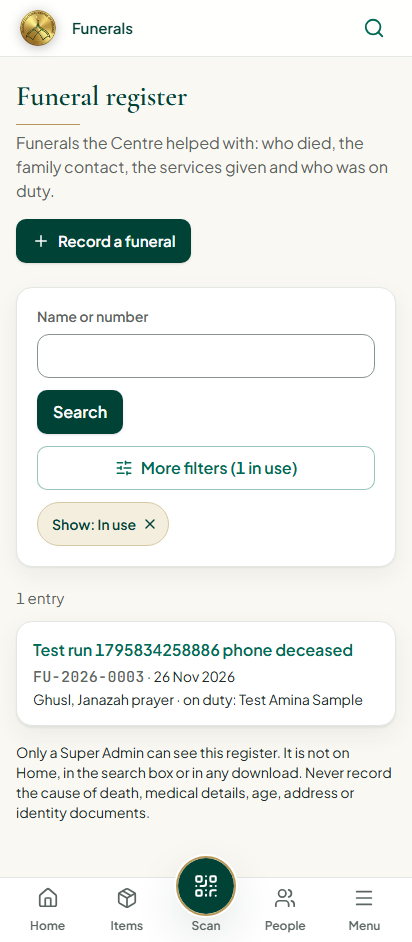 Funerals
Funeral register
Funerals the Centre helped with: who died, the
family contact, the services given and who was on
duty.
+ Record a funeral
Name or number
Search
More filters (1 in use)
Show: In use ×
1 entry
Test run 1795834258886 phone deceased
FU-2026-0003 · 26 Nov 2026
Ghusl, Janazah prayer · on duty: Test Amina Sample
Only a Super Admin can see this register. It is not on
Home, in the search box or in any download. Never record
the cause of death, medical details, age, address or
identity documents.
Home
Items
Scan
People
Menu